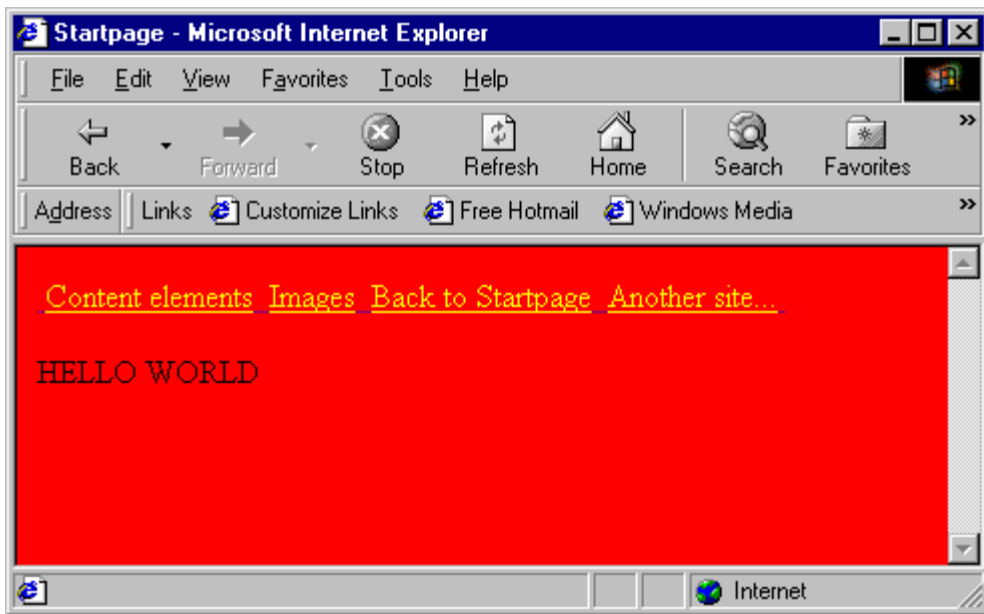 Startpage - Microsoft Internet Explorer
File Edit View Favorites Tools Help
Back Forward Stop Refresh Home Search Favorites »
Address Links Customize Links Free Hotmail Windows Media »
Content elements Images Back to Startpage Another site...
HELLO WORLD
Internet